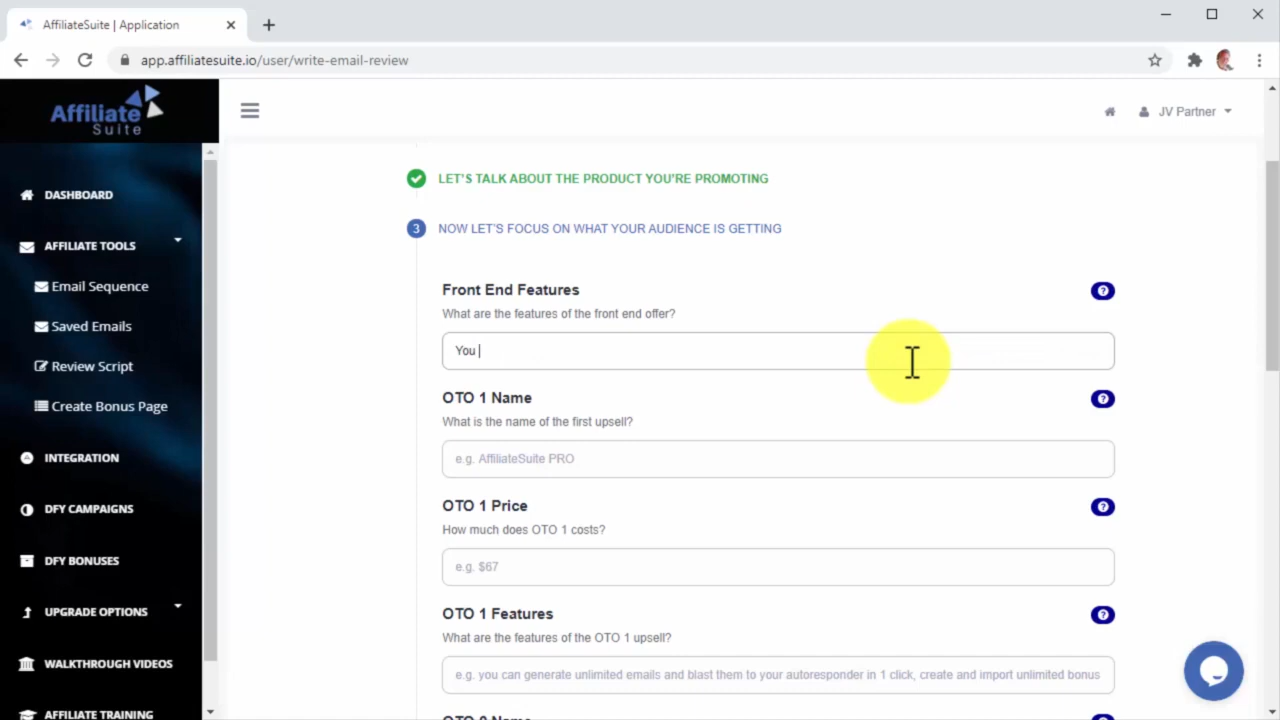 AffiliateSuite | Application
app.affiliatesuite.io/user/write-email-review
Affiliate
Suite
JV Partner
DASHBOARD
AFFILIATE TOOLS
Email Sequence
Saved Emails
Review Script
Create Bonus Page
INTEGRATION
DFY CAMPAIGNS
DFY BONUSES
UPGRADE OPTIONS
WALKTHROUGH VIDEOS
AFFILIATE TRAINING
LET'S TALK ABOUT THE PRODUCT YOU'RE PROMOTING
3 NOW LET'S FOCUS ON WHAT YOUR AUDIENCE IS GETTING
Front End Features
What are the features of the front end offer?
You
OTO 1 Name
What is the name of the first upsell?
e.g. AffiliateSuite PRO
OTO 1 Price
How much does OTO 1 costs?
e.g. $67
OTO 1 Features
What are the features of the OTO 1 upsell?
e.g. you can generate unlimited emails and blast them to your autoresponder in 1 click, create and import unlimited bonus